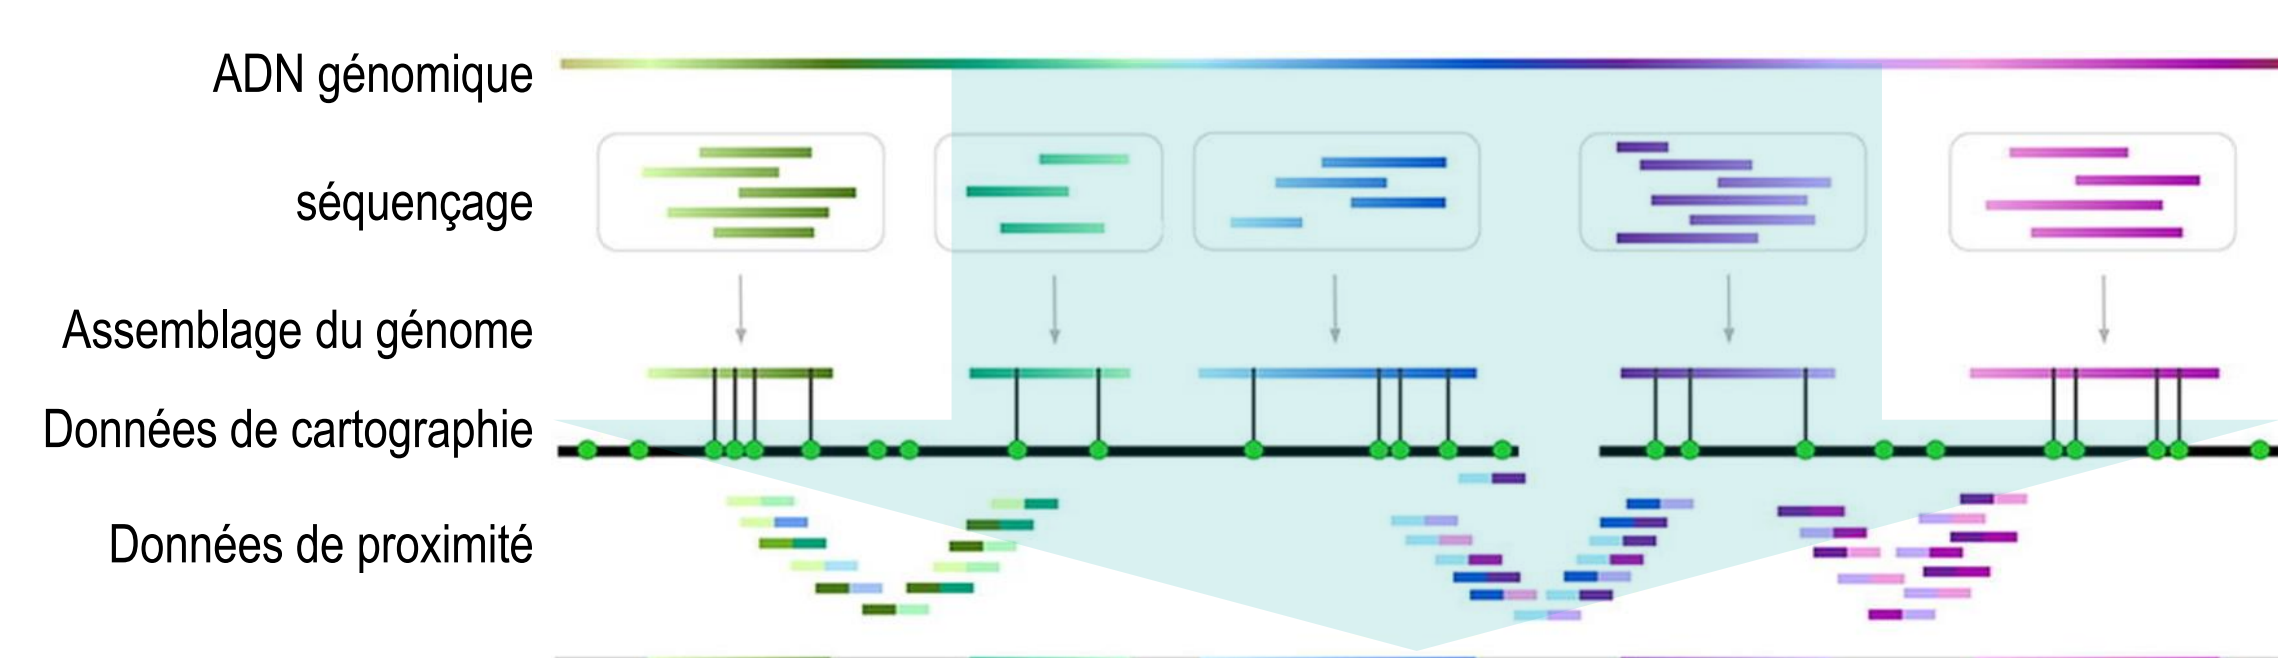 ADN génomique
séquençage
Assemblage du génome
Données de cartographie
Données de proximité